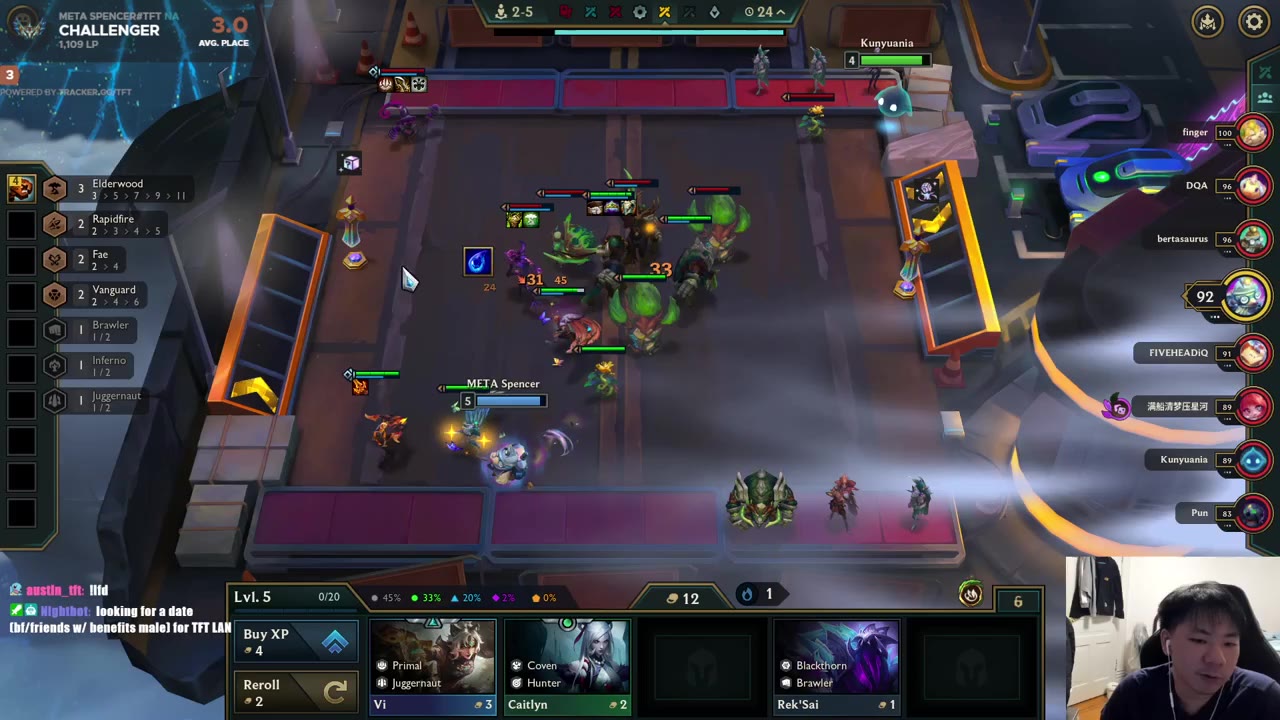 META SPENCER#TFT NA
CHALLENGER
1,109 LP
3.0
AVG. PLACE
3
POWERED BY TRACKER.GG/TFT
2-5
24
Kunyuania
4
4
3 Elderwood
3 > 5 > 7 > 9 > 11
2 Rapidfire
2 > 3 > 4 > 5
2 Fae
2 > 4
2 Vanguard
2 > 4 > 6
1 Brawler
1 / 2
1 Inferno
1 / 2
1 Juggernaut
1 / 2
finger 100
DQA 96
bertasaurus 96
92
FIVEHEADiQ 91
满船清梦压星河 89
Kunyuania 89
Pun 83
24
31
45
33
META Spencer
5
austin_tft: !lfd
Nightbot: looking for a date
(bf/friends w/ benefits male) for TFT LAN
Lvl. 5 0/20
45% 33% 20% 2% 0%
12
1
6
Buy XP
4
Reroll
2
Primal
Juggernaut
Vi 3
Coven
Hunter
Caitlyn 2
Blackthorn
Brawler
Rek'Sai 1